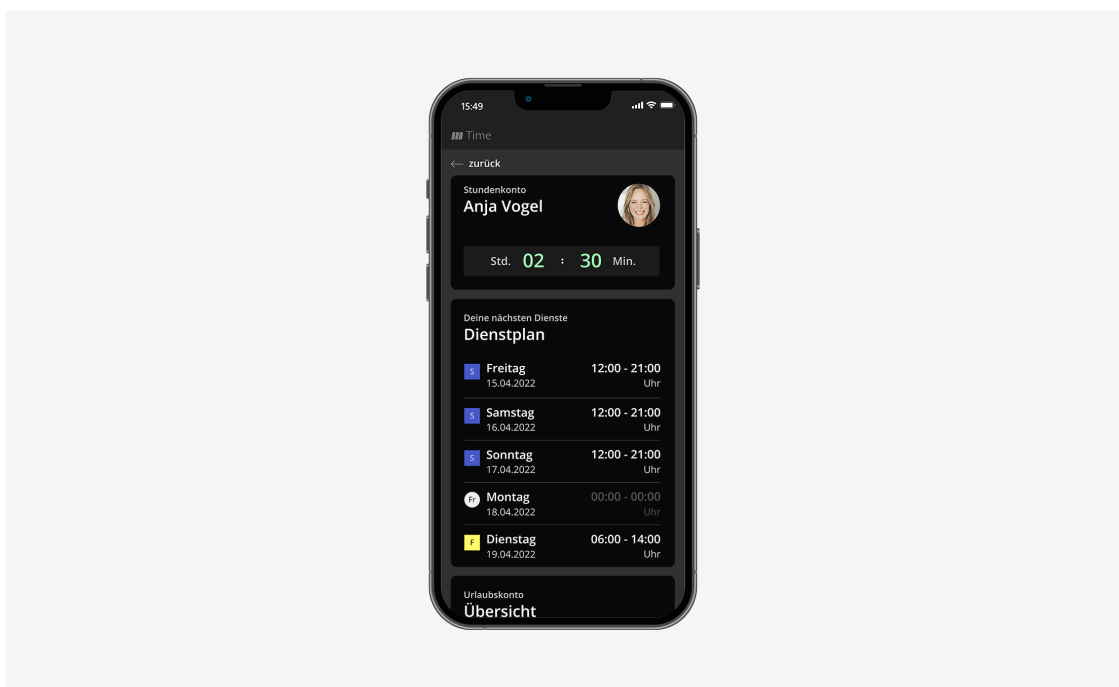 15:49
Time
zurück
Stundenkonto
Anja Vogel
Std. 02 : 30 Min.
Deine nächsten Dienste
Dienstplan
S Freitag 12:00 - 21:00
15.04.2022 Uhr
S Samstag 12:00 - 21:00
16.04.2022 Uhr
S Sonntag 12:00 - 21:00
17.04.2022 Uhr
Fr Montag 00:00 - 00:00
18.04.2022 Uhr
F Dienstag 06:00 - 14:00
19.04.2022 Uhr
Urlaubskonto
Übersicht